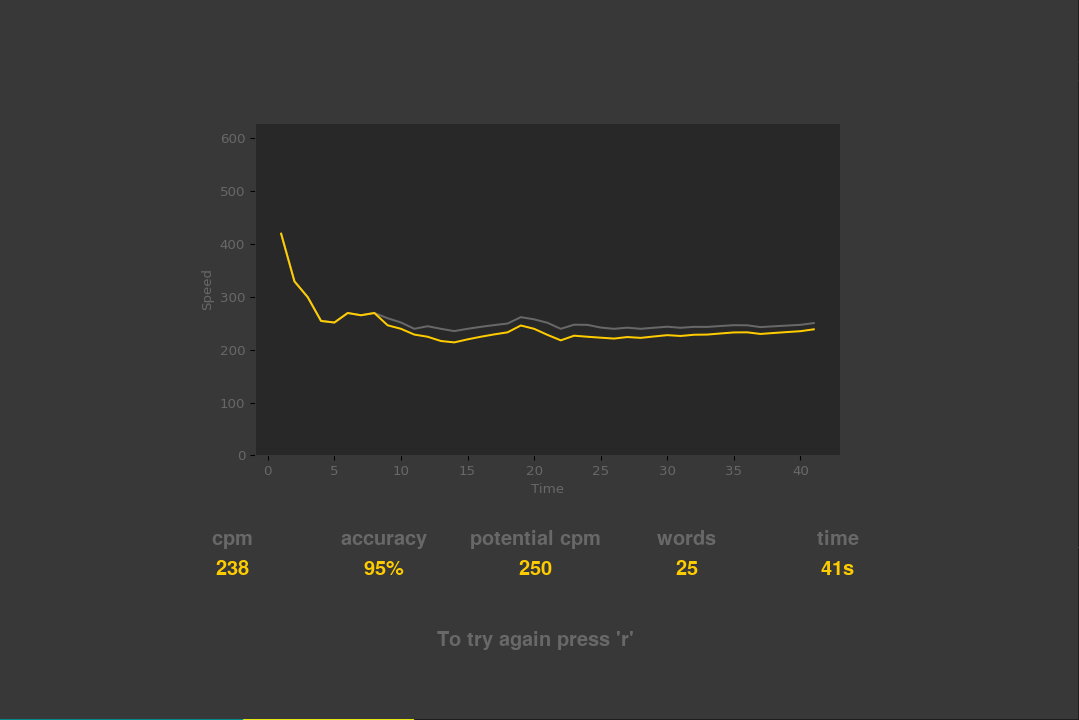 600
500
400
300
200
100
0
Speed
0 5 10 15 20 25 30 35 40
Time
cpm accuracy potential cpm words time
238 95% 250 25 41s
To try again press 'r'